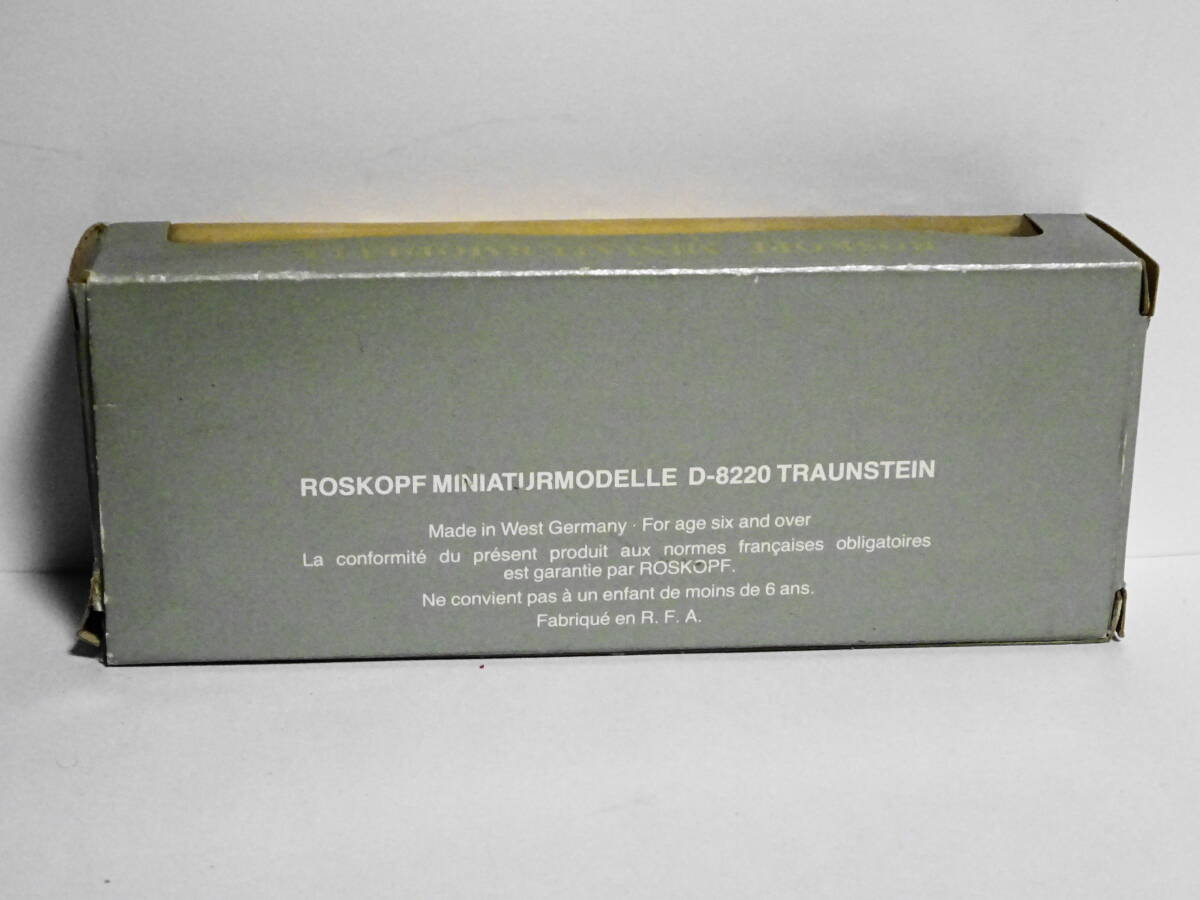 ROSKOPF MINIATURMODELLE
ROSKOPF MINIATURMODELLE D-8220 TRAUNSTEIN
Made in West Germany · For age six and over
La conformité du présent produit aux normes françaises obligatoires
est garantie par ROSKOPF.
Ne convient pas à un enfant de moins de 6 ans.
Fabriqué en R. F. A.